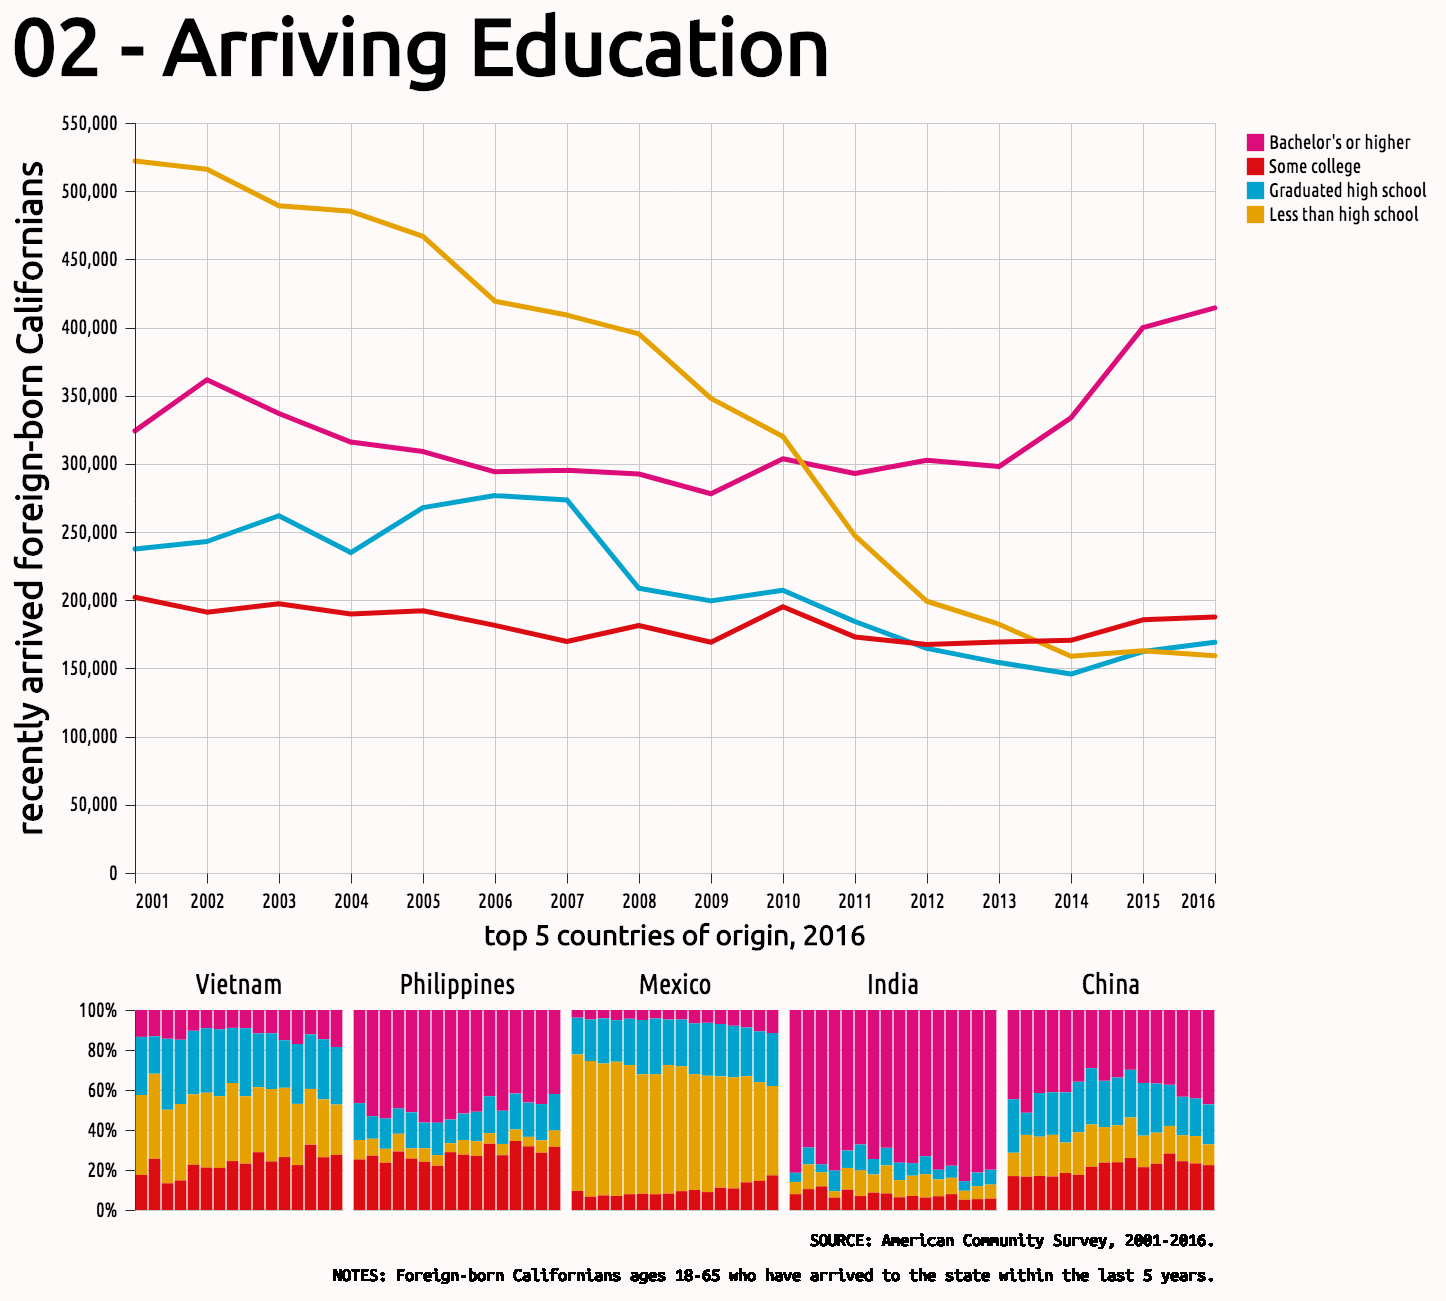 02 - Arriving Education
recently arrived foreign-born Californians
550,000
500,000
450,000
400,000
350,000
300,000
250,000
200,000
150,000
100,000
50,000
0
2001 2002 2003 2004 2005 2006 2007 2008 2009 2010 2011 2012 2013 2014 2015 2016
Bachelor's or higher
Some college
Graduated high school
Less than high school
top 5 countries of origin, 2016
Vietnam Philippines Mexico India China
100%
80%
60%
40%
20%
0%
SOURCE: American Community Survey, 2001-2016.
NOTES: Foreign-born Californians ages 18-65 who have arrived to the state within the last 5 years.